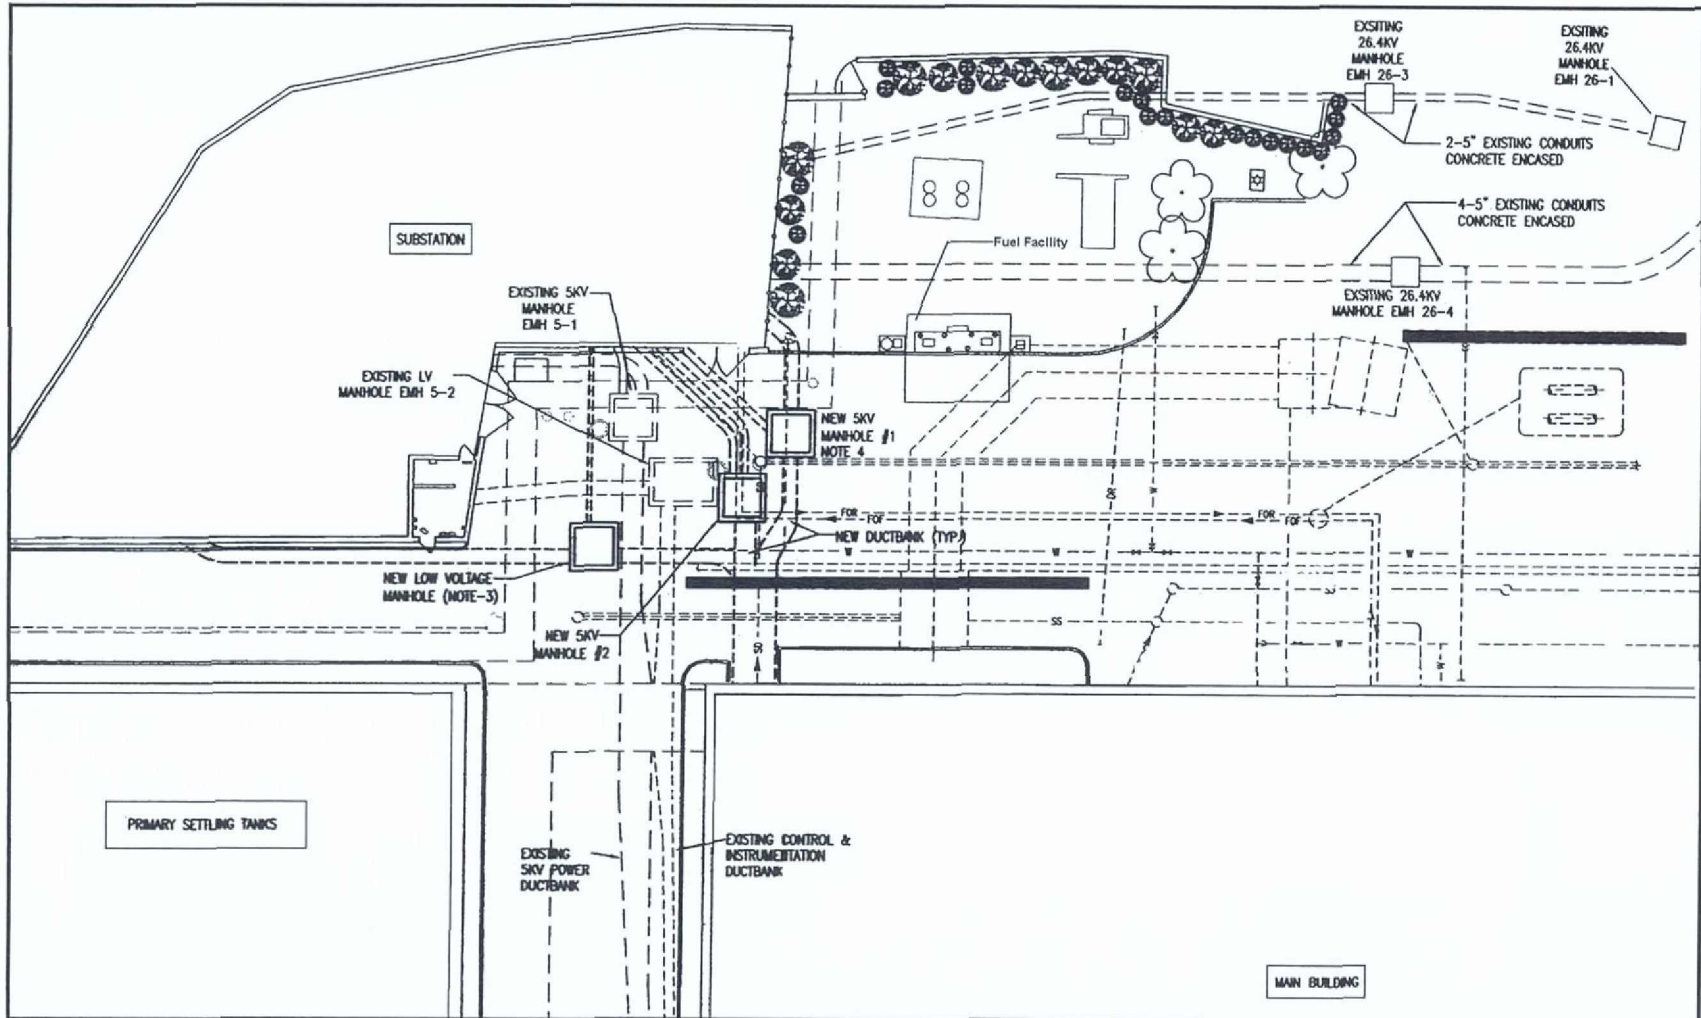 EXSITING
26.4KV
MANHOLE
EMH 26-3
EXSITING
26.4KV
MANHOLE
EMH 26-1
2-5" EXISTING CONDUITS
CONCRETE ENCASED
4-5" EXISTING CONDUITS
CONCRETE ENCASED
SUBSTATION
Fuel Facility
EXISTING 5KV
MANHOLE
EMH 5-1
EXSITING 26.4KV
MANHOLE EMH 26-4
EXISTING LV
MANHOLE EMH 5-2
NEW 5KV
MANHOLE #1
NOTE 4
FOR
FOF
FOR
FOF
NEW DUCTBANK (TYP.)
W
W
W
W
NEW LOW VOLTAGE
MANHOLE (NOTE-3)
NEW 5KV
MANHOLE #2
SS
W
W
SD
PRIMARY SETTLING TANKS
EXISTING
5KV POWER
DUCTBANK
EXISTING CONTROL &
INSTRUMENTATION
DUCTBANK
MAIN BUILDING